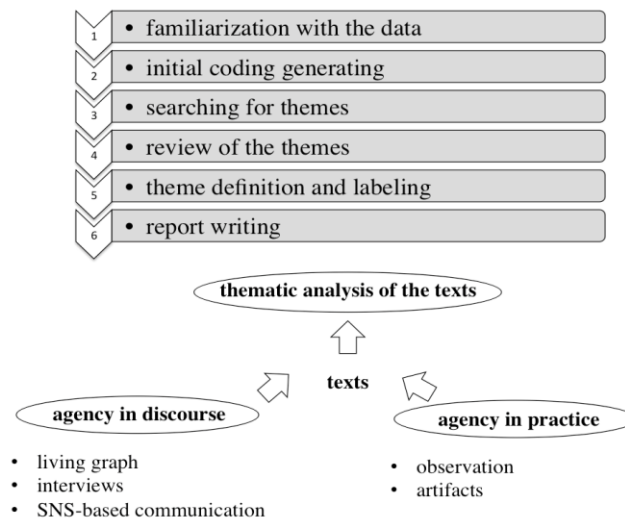 1 • familiarization with the data
2 • initial coding generating
3 • searching for themes
4 • review of the themes
5 • theme definition and labeling
6 • report writing
thematic analysis of the texts
texts
agency in discourse
• living graph
• interviews
• SNS-based communication
agency in practice
• observation
• artifacts